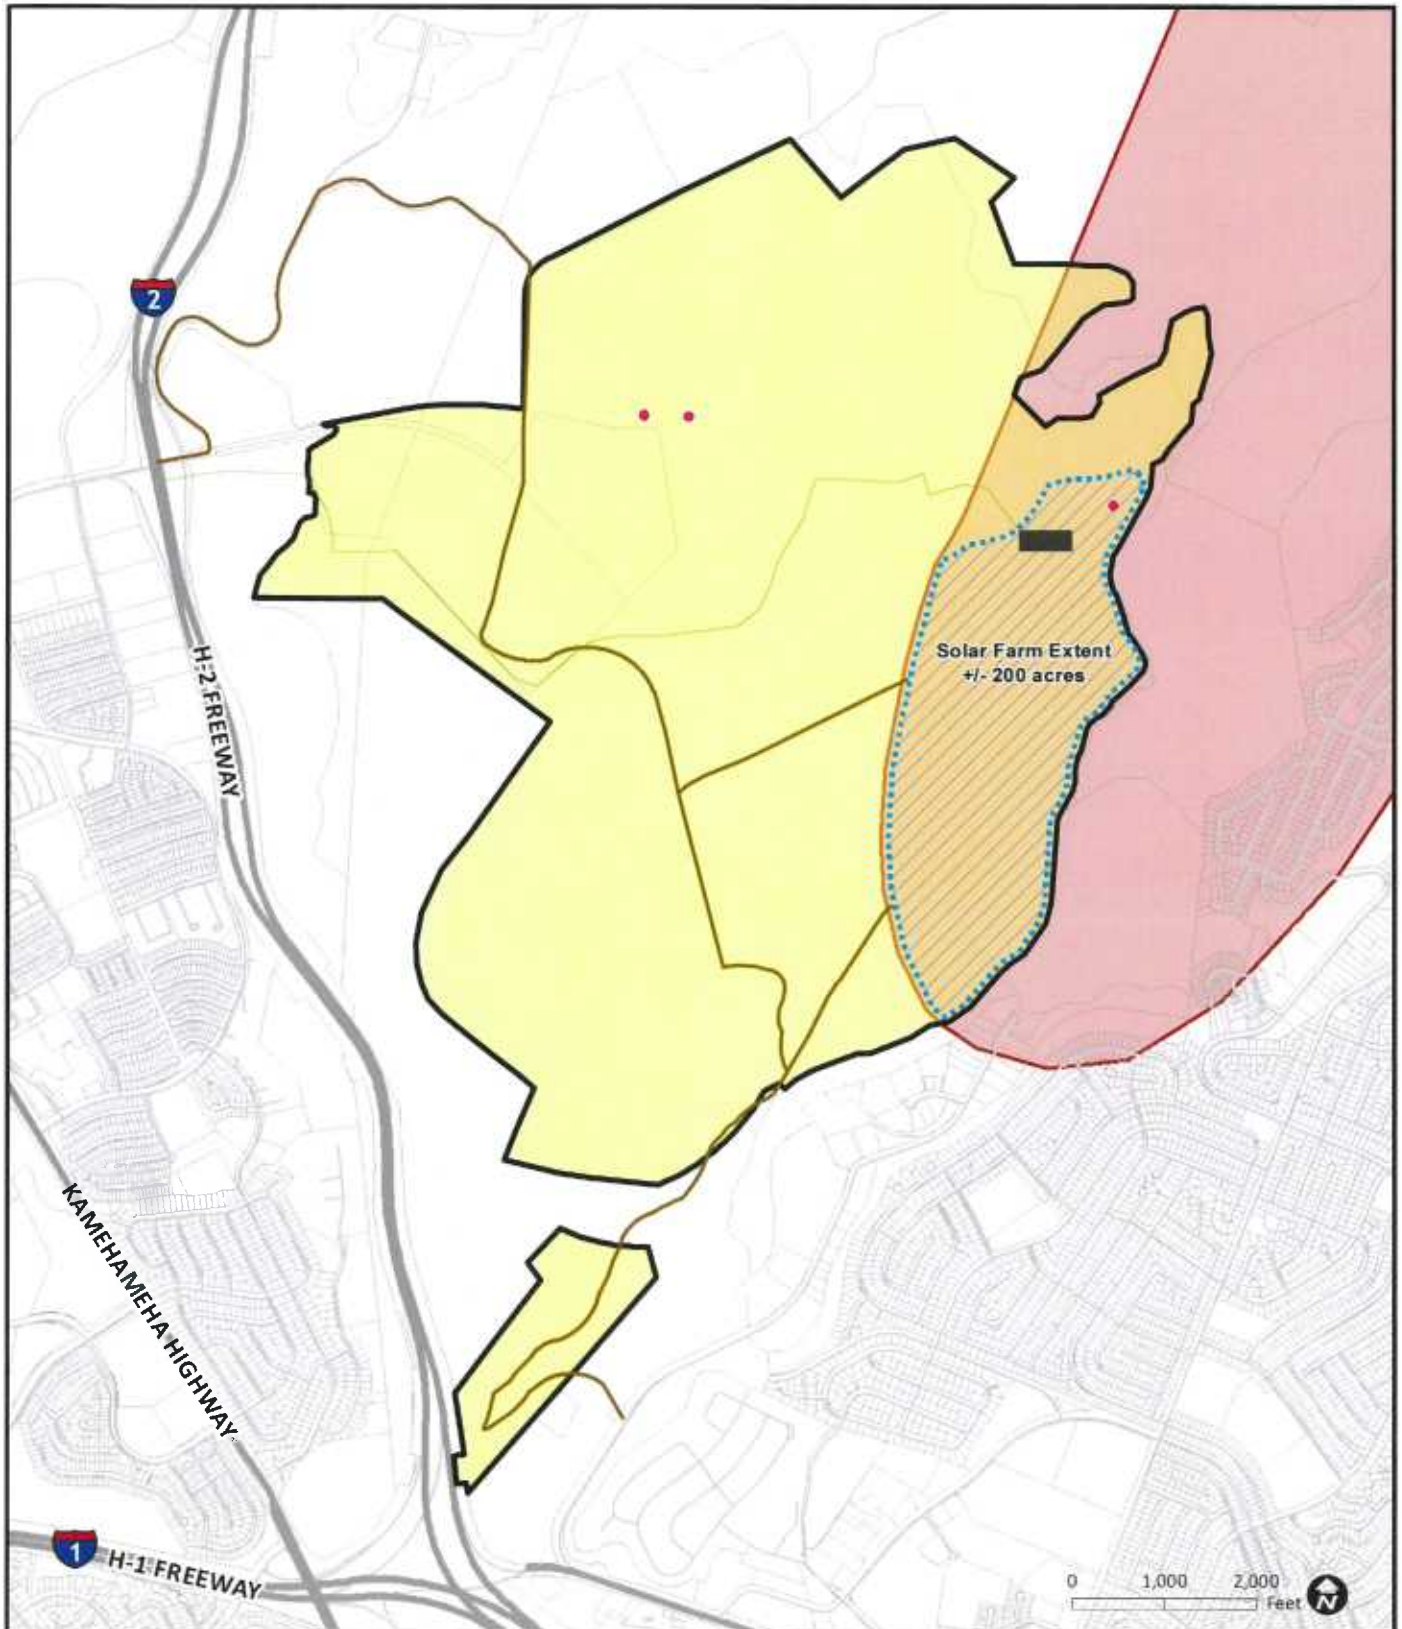 2
H-2 FREEWAY
Solar Farm Extent
+/- 200 acres
KAMEHAMEHA HIGHWAY
1
H-1 FREEWAY
0 1,000 2,000
Feet
N